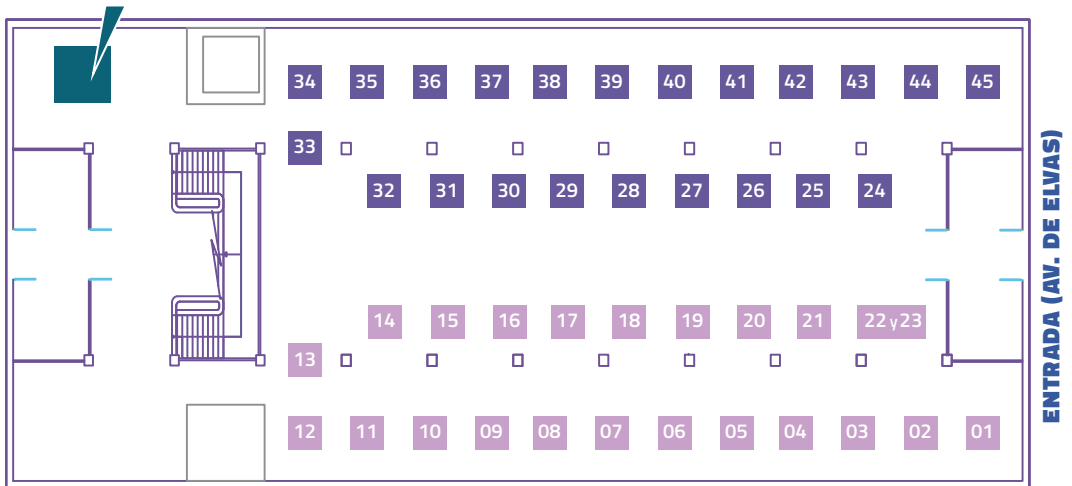 34 35 36 37 38 39 40 41 42 43 44 45
33
32 31 30 29 28 27 26 25 24
14 15 16 17 18 19 20 21 22 y 23
13
12 11 10 09 08 07 06 05 04 03 02 01
ENTRADA (AV. DE ELVAS)